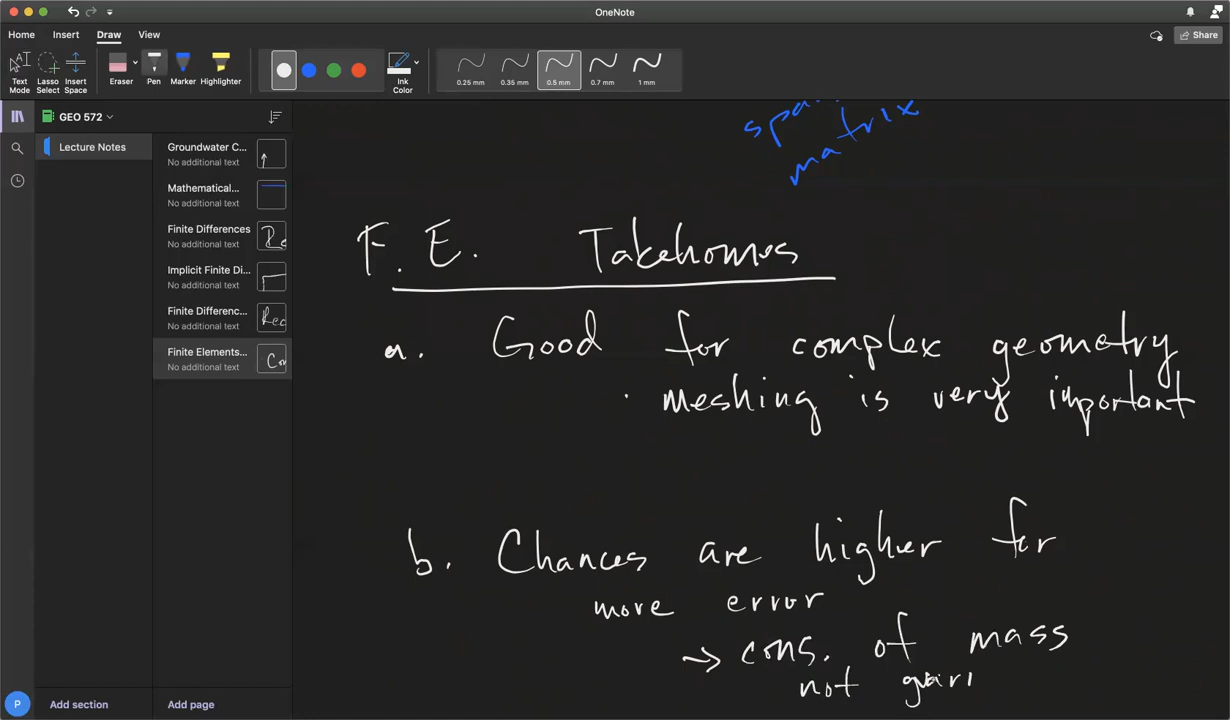 OneNote
Home Insert Draw View
Share
Text Mode Lasso Select Insert Space Eraser Pen Marker Highlighter Ink Color 0.25 mm 0.35 mm 0.5 mm 0.7 mm 1 mm
GEO 572
Lecture Notes
Groundwater C...
No additional text
Mathematical...
No additional text
Finite Differences
No additional text
Implicit Finite Di...
No additional text
Finite Differenc...
No additional text
Finite Elements...
No additional text
matrix
F. E. Takehomes
a. Good for complex geometry
· meshing is very important
b. Chances are higher for
more error
→ cons. of mass
not
P Add section Add page